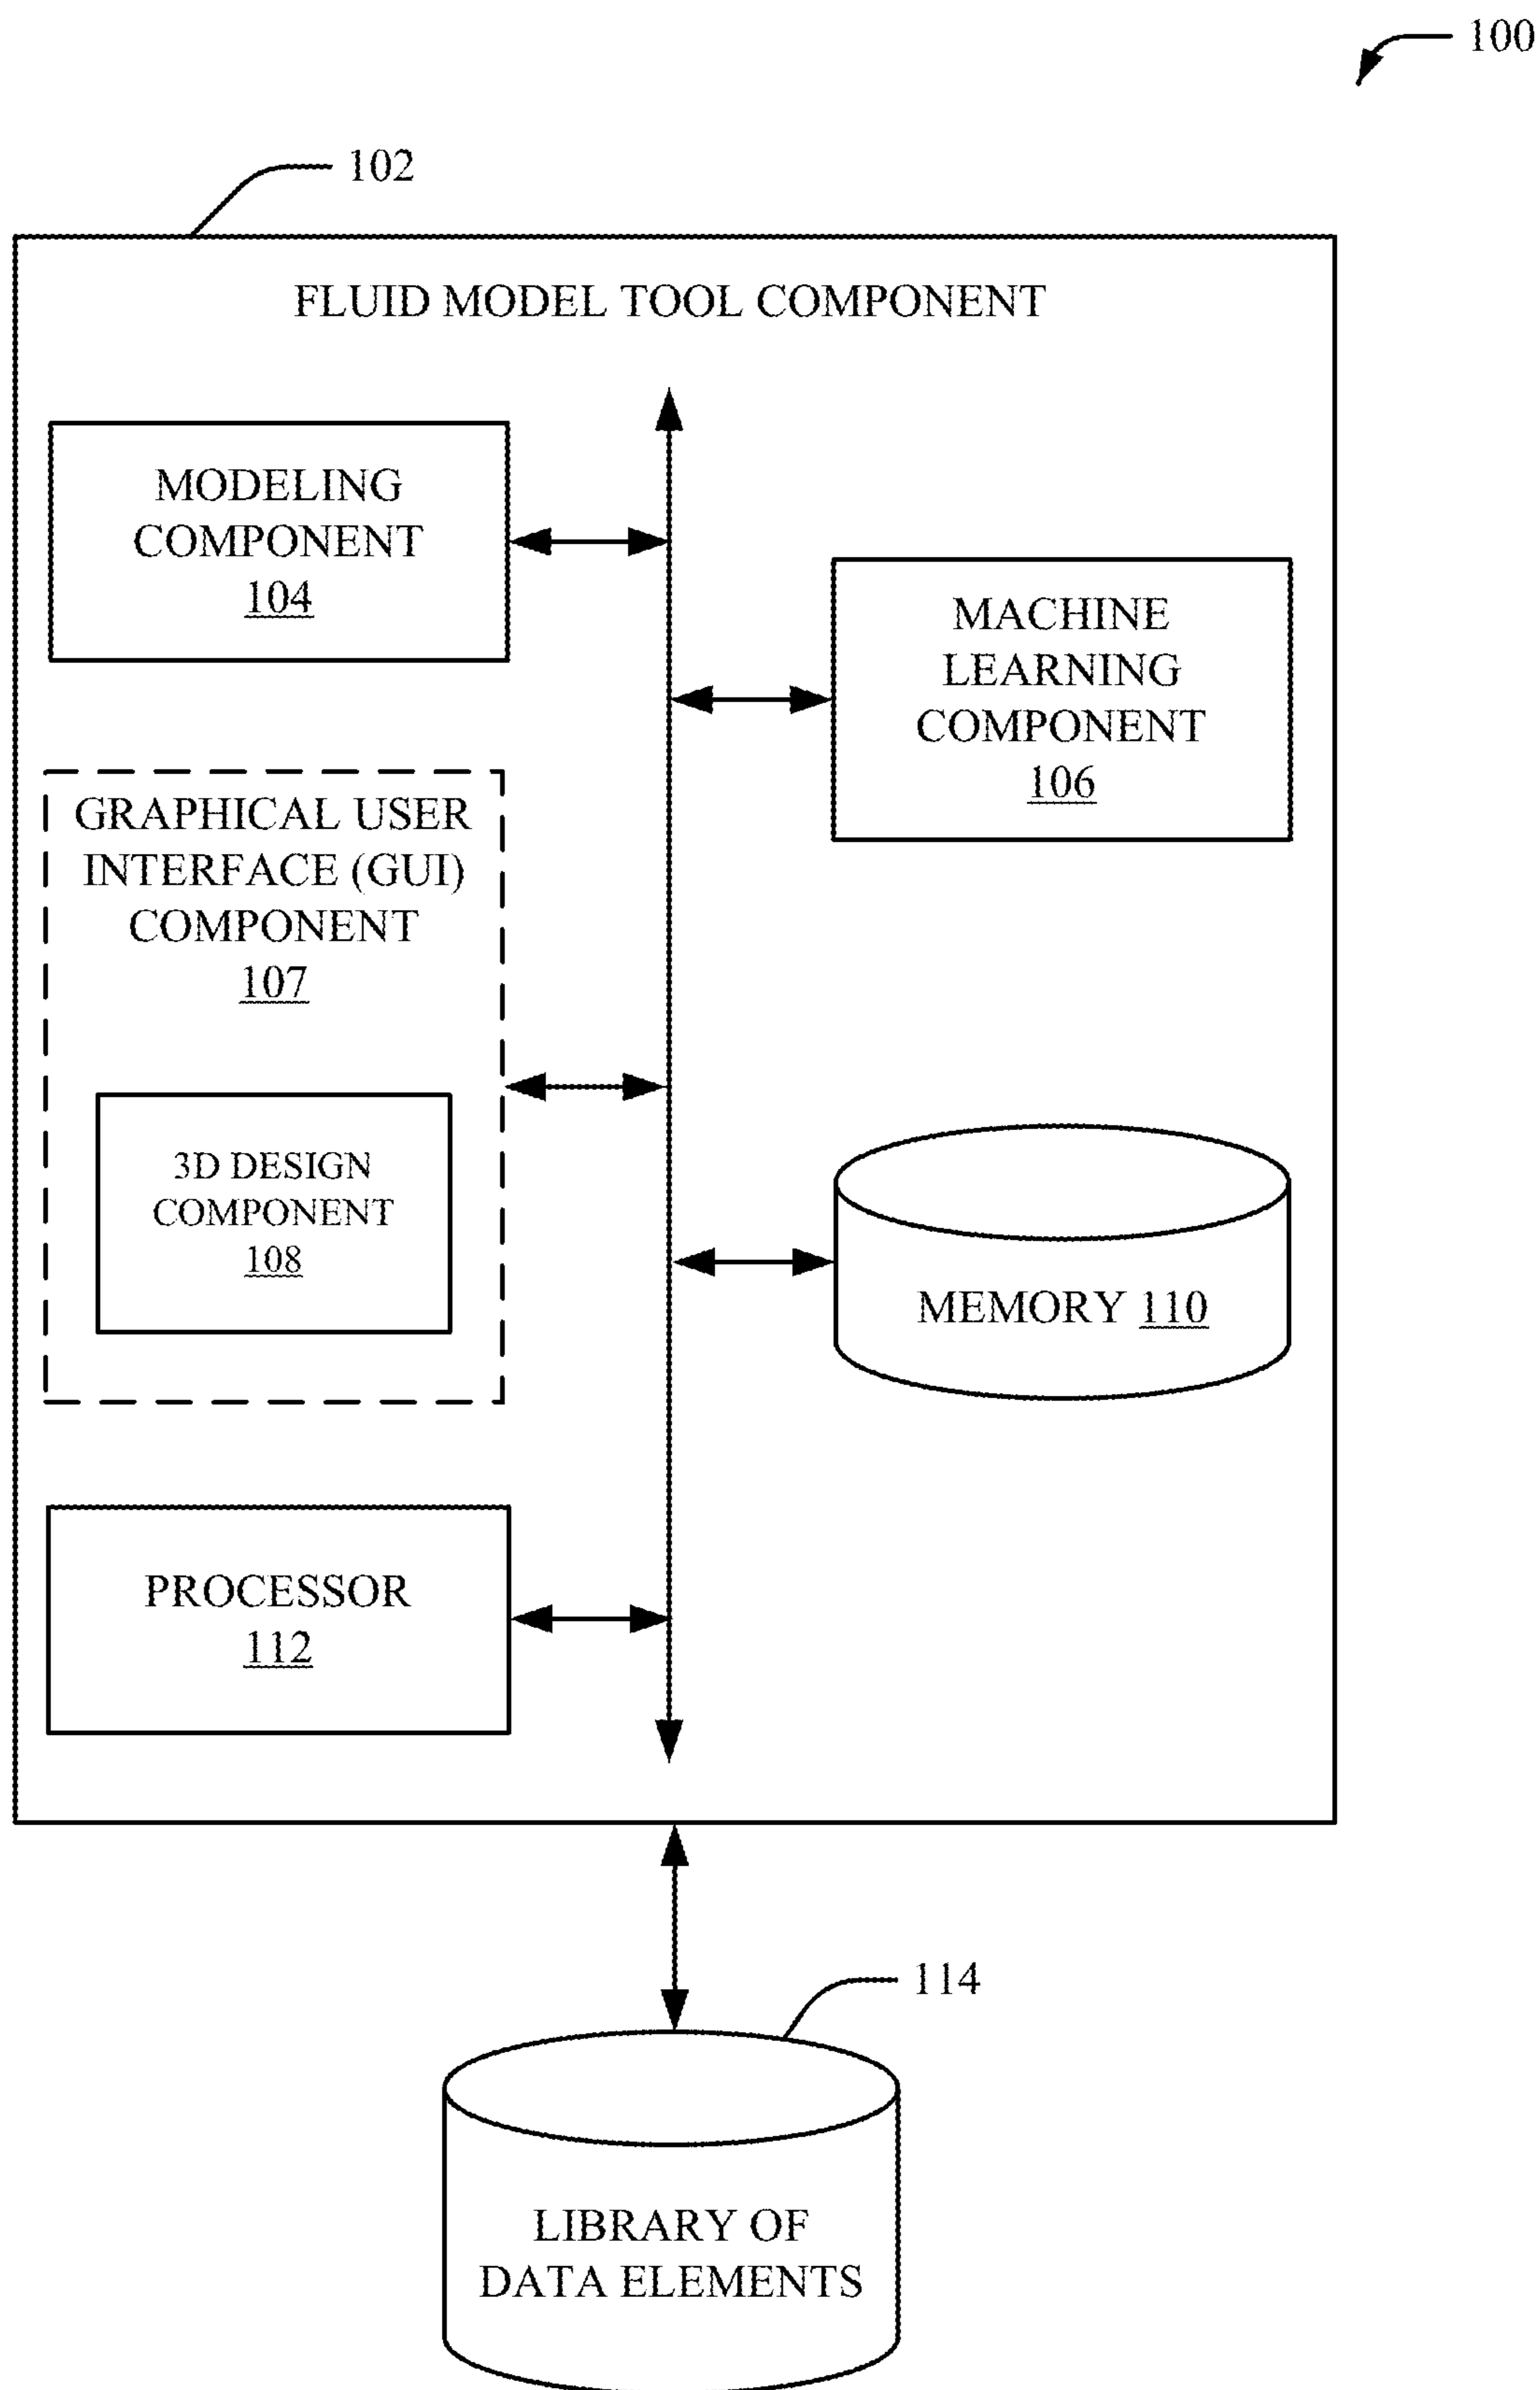 100
102
FLUID MODEL TOOL COMPONENT
MODELING
COMPONENT
104
MACHINE
LEARNING
COMPONENT
106
GRAPHICAL USER
INTERFACE (GUI)
COMPONENT
107
3D DESIGN
COMPONENT
108
MEMORY 110
PROCESSOR
112
114
LIBRARY OF
DATA ELEMENTS